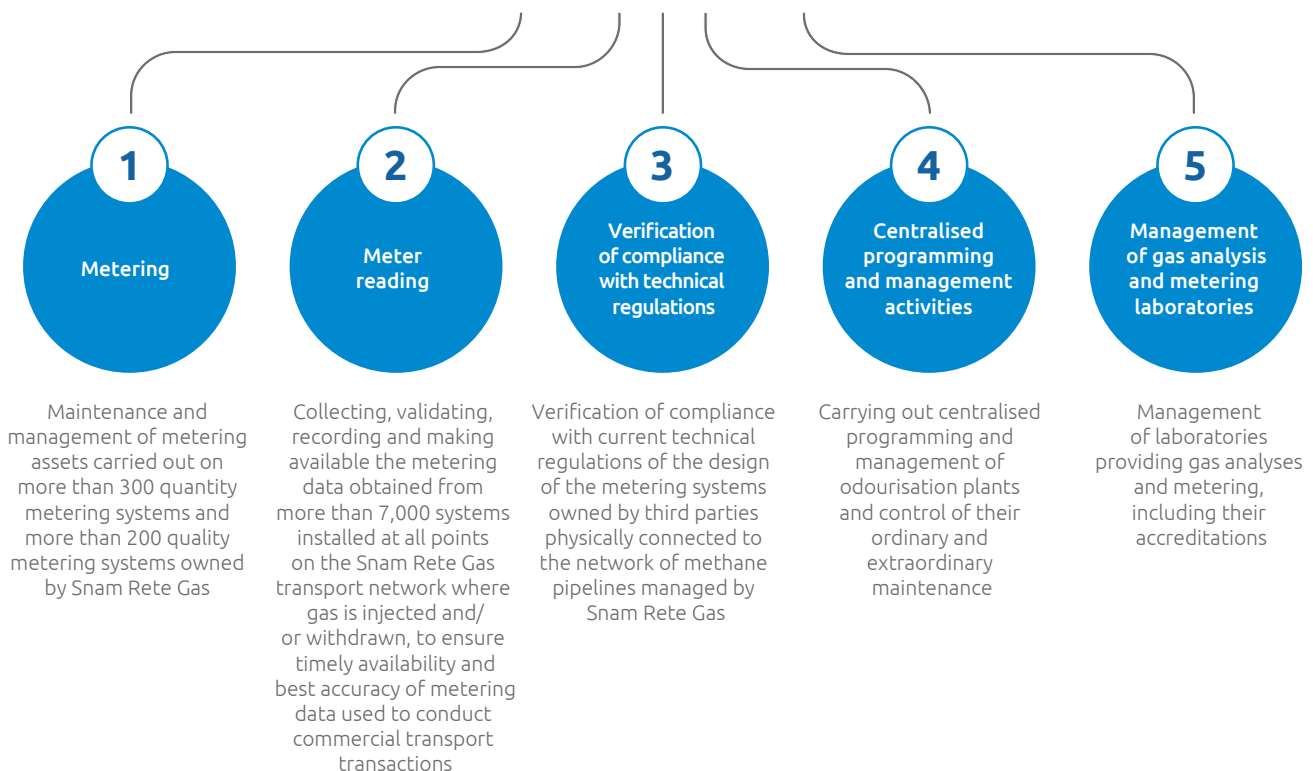 1
Metering
Maintenance and
management of metering
assets carried out on
more than 300 quantity
metering systems and
more than 200 quality
metering systems owned
by Snam Rete Gas
2
Meter
reading
Collecting, validating,
recording and making
available the metering
data obtained from
more than 7,000 systems
installed at all points
on the Snam Rete Gas
transport network where
gas is injected and/
or withdrawn, to ensure
timely availability and
best accuracy of metering
data used to conduct
commercial transport
transactions
3
Verification
of compliance
with technical
regulations
Verification of compliance
with current technical
regulations of the design
of the metering systems
owned by third parties
physically connected to
the network of methane
pipelines managed by
Snam Rete Gas
4
Centralised
programming
and management
activities
Carrying out centralised
programming and
management of
odourisation plants
and control of their
ordinary and
extraordinary
maintenance
5
Management
of gas analysis
and metering
laboratories
Management
of laboratories
providing gas analyses
and metering,
including their
accreditations